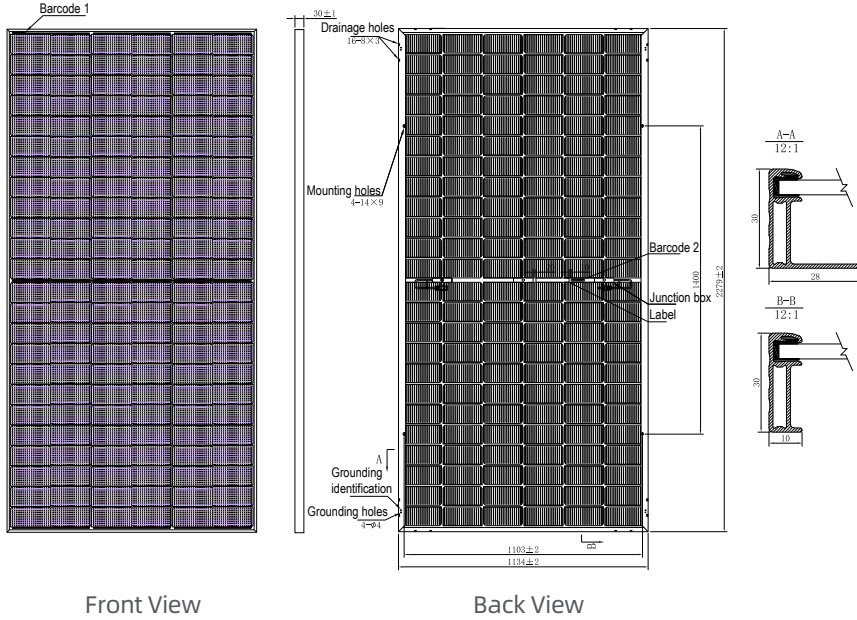 Barcode 1
30±1
Drainage holes
16-8×3
Mounting holes
4-14×9
Barcode 2
1400
2279±2
Junction box
Label
A
Grounding
identification
Grounding holes
4-ø4
B
1103±2
1134±2
A-A
12:1
30
28
B-B
12:1
30
10
Front View
Back View